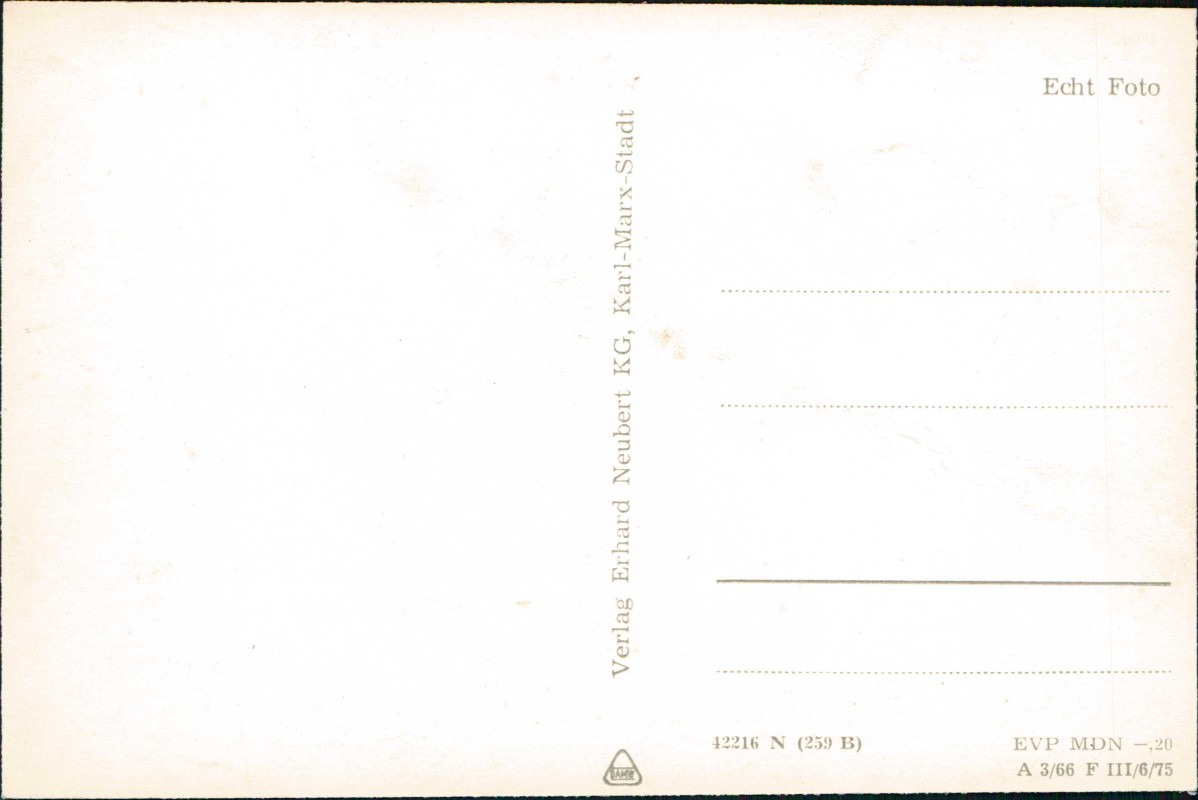 Echt Foto
Verlag Erhard Neubert KG, Karl-Marx-Stadt
42216 N (259 B)
EVP MDN —,20
A 3/66 F III/6/75